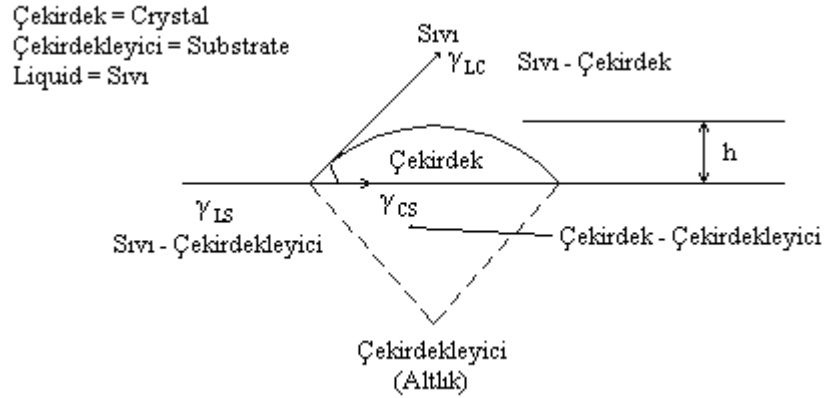 Çekirdek = Crystal
Çekirdekleyici = Substrate
Liquid = Sıvı
Sıvı
γLC
Sıvı - Çekirdek
Çekirdek
h
γLS
γCS
Sıvı - Çekirdekleyici
Çekirdek - Çekirdekleyici
Çekirdekleyici
(Altlık)